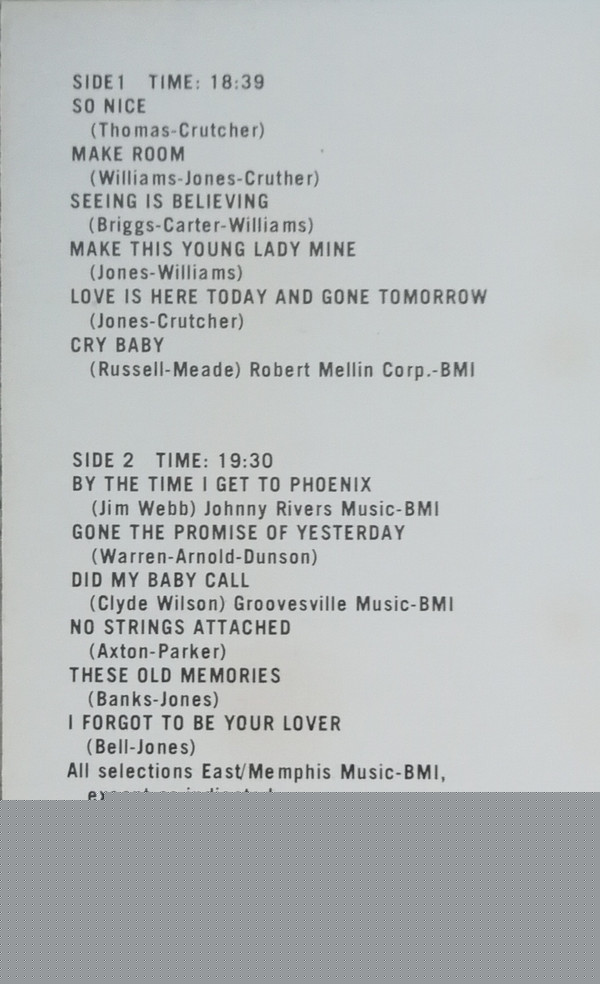 SIDE 1 TIME: 18:39
SO NICE
(Thomas-Crutcher)
MAKE ROOM
(Williams-Jones-Cruther)
SEEING IS BELIEVING
(Briggs-Carter-Williams)
MAKE THIS YOUNG LADY MINE
(Jones-Williams)
LOVE IS HERE TODAY AND GONE TOMORROW
(Jones-Crutcher)
CRY BABY
(Russell-Meade) Robert Mellin Corp.-BMI
SIDE 2 TIME: 19:30
BY THE TIME I GET TO PHOENIX
(Jim Webb) Johnny Rivers Music-BMI
GONE THE PROMISE OF YESTERDAY
(Warren-Arnold-Dunson)
DID MY BABY CALL
(Clyde Wilson) Groovesville Music-BMI
NO STRINGS ATTACHED
(Axton-Parker)
THESE OLD MEMORIES
(Banks-Jones)
I FORGOT TO BE YOUR LOVER
(Bell-Jones)
All selections East/Memphis Music-BMI,